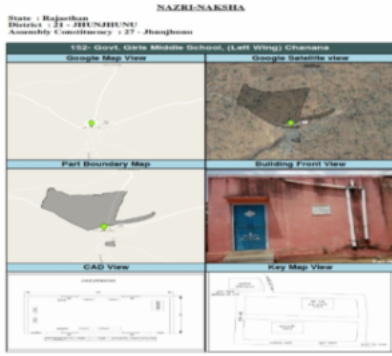 NAZRI-NAKSHA
State : Rajasthan
District : 21 - JHUNJHUNU
Assembly Constituency : 27 - Jhunjhunu
152- Govt. Girls Middle School, (Left Wing) Chanana
Google Map View
Google Satellite view
Part Boundary Map
Building Front View
CAD View
Key Map View